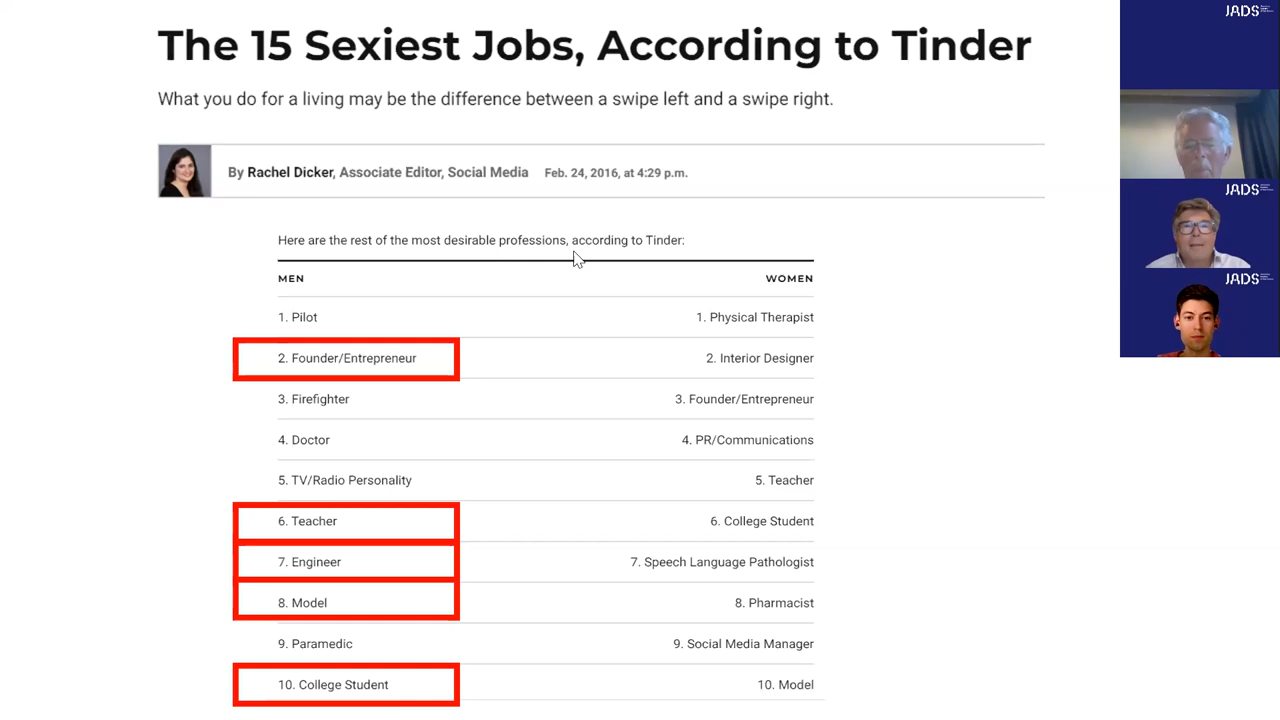 The 15 Sexiest Jobs, According to Tinder
What you do for a living may be the difference between a swipe left and a swipe right.
By Rachel Dicker, Associate Editor, Social Media Feb. 24, 2016, at 4:29 p.m.
Here are the rest of the most desirable professions, according to Tinder:
MEN WOMEN
1. Pilot 1. Physical Therapist
2. Founder/Entrepreneur 2. Interior Designer
3. Firefighter 3. Founder/Entrepreneur
4. Doctor 4. PR/Communications
5. TV/Radio Personality 5. Teacher
6. Teacher 6. College Student
7. Engineer 7. Speech Language Pathologist
8. Model 8. Pharmacist
9. Paramedic 9. Social Media Manager
10. College Student 10. Model
JADS
JADS
JADS